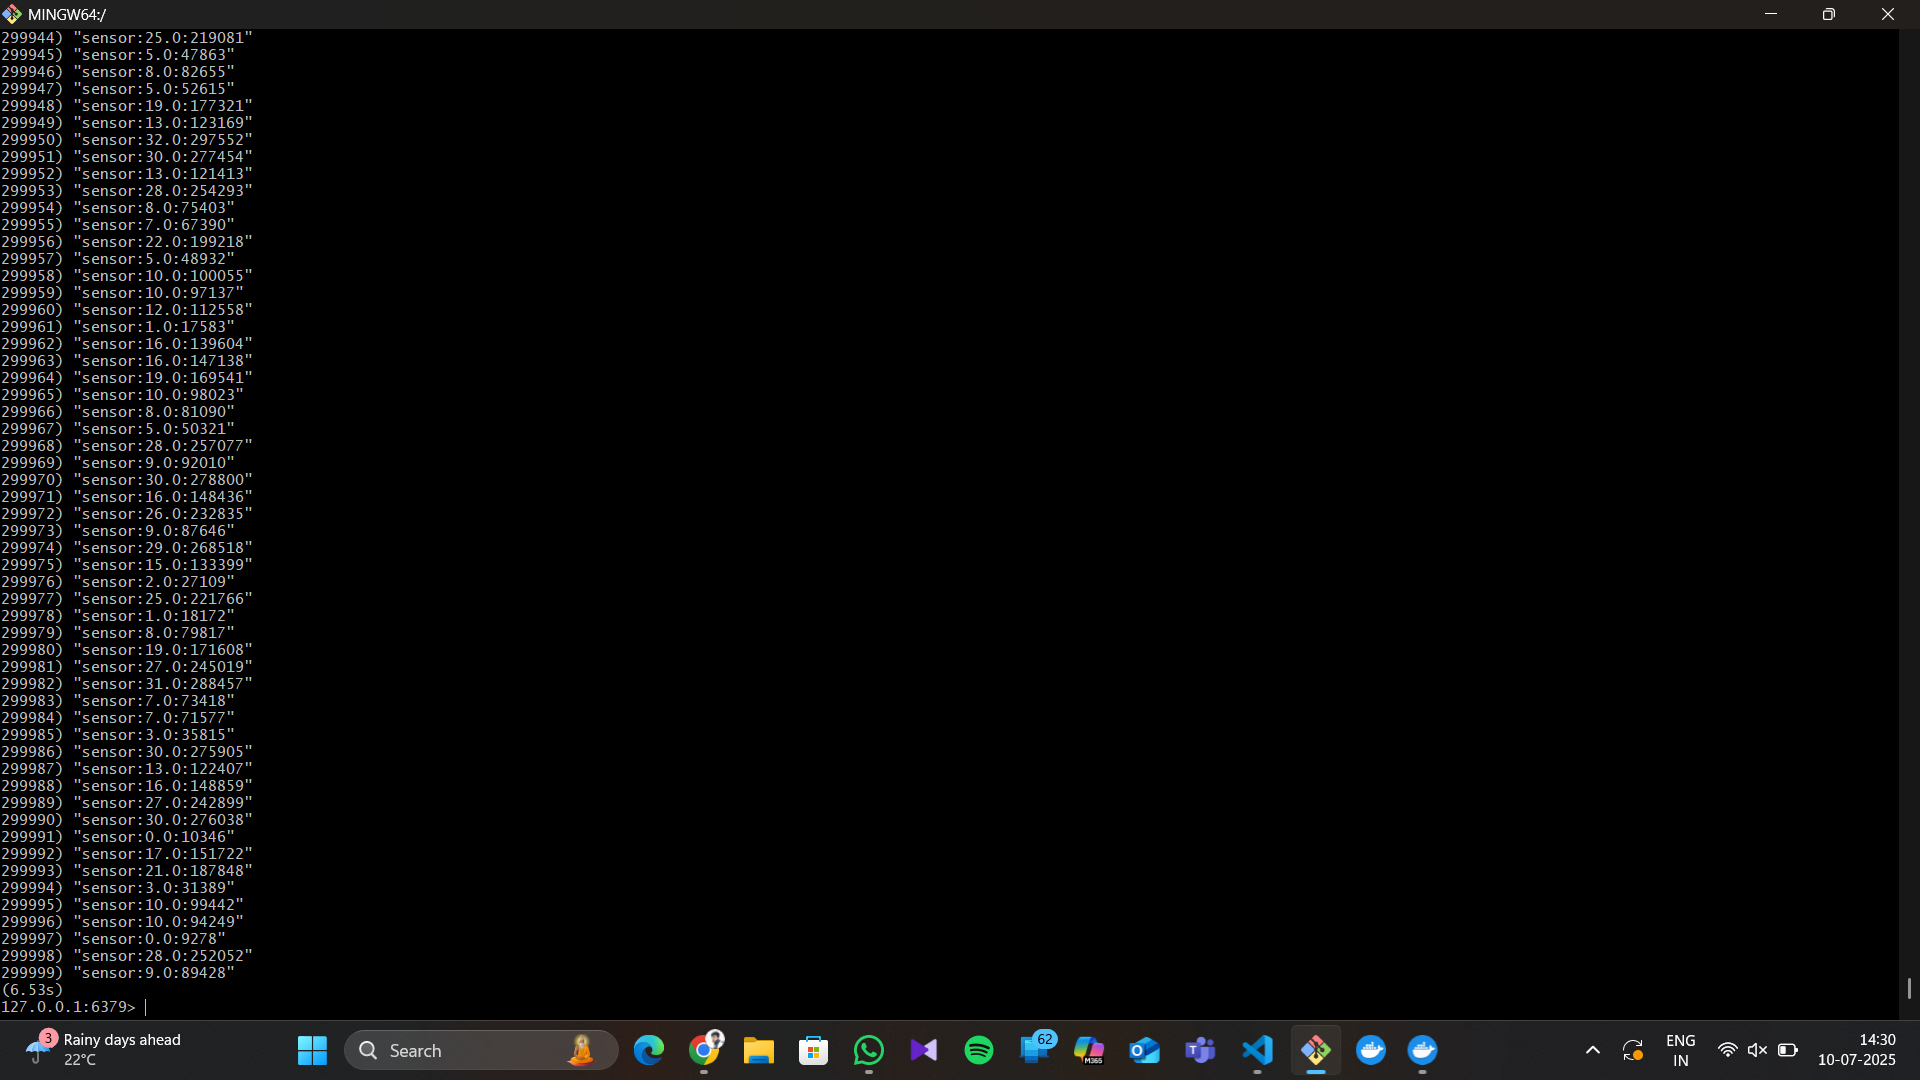 MINGW64:/
299944) "sensor:25.0:219081"
299945) "sensor:5.0:47863"
299946) "sensor:8.0:82655"
299947) "sensor:5.0:52615"
299948) "sensor:19.0:177321"
299949) "sensor:13.0:123169"
299950) "sensor:32.0:297552"
299951) "sensor:30.0:277454"
299952) "sensor:13.0:121413"
299953) "sensor:28.0:254293"
299954) "sensor:8.0:75403"
299955) "sensor:7.0:67390"
299956) "sensor:22.0:199218"
299957) "sensor:5.0:48932"
299958) "sensor:10.0:100055"
299959) "sensor:10.0:97137"
299960) "sensor:12.0:112558"
299961) "sensor:1.0:17583"
299962) "sensor:16.0:139604"
299963) "sensor:16.0:147138"
299964) "sensor:19.0:169541"
299965) "sensor:10.0:98023"
299966) "sensor:8.0:81090"
299967) "sensor:5.0:50321"
299968) "sensor:28.0:257077"
299969) "sensor:9.0:92010"
299970) "sensor:30.0:278800"
299971) "sensor:16.0:148436"
299972) "sensor:26.0:232835"
299973) "sensor:9.0:87646"
299974) "sensor:29.0:268518"
299975) "sensor:15.0:133399"
299976) "sensor:2.0:27109"
299977) "sensor:25.0:221766"
299978) "sensor:1.0:18172"
299979) "sensor:8.0:79817"
299980) "sensor:19.0:171608"
299981) "sensor:27.0:245019"
299982) "sensor:31.0:288457"
299983) "sensor:7.0:73418"
299984) "sensor:7.0:71577"
299985) "sensor:3.0:35815"
299986) "sensor:30.0:275905"
299987) "sensor:13.0:122407"
299988) "sensor:16.0:148859"
299989) "sensor:27.0:242899"
299990) "sensor:30.0:276038"
299991) "sensor:0.0:10346"
299992) "sensor:17.0:151722"
299993) "sensor:21.0:187848"
299994) "sensor:3.0:31389"
299995) "sensor:10.0:99442"
299996) "sensor:10.0:94249"
299997) "sensor:0.0:9278"
299998) "sensor:28.0:252052"
299999) "sensor:9.0:89428"
(6.53s)
127.0.0.1:6379>
3
Rainy days ahead
22°C
Search
62
M365
ENG
IN
14:30
10-07-2025